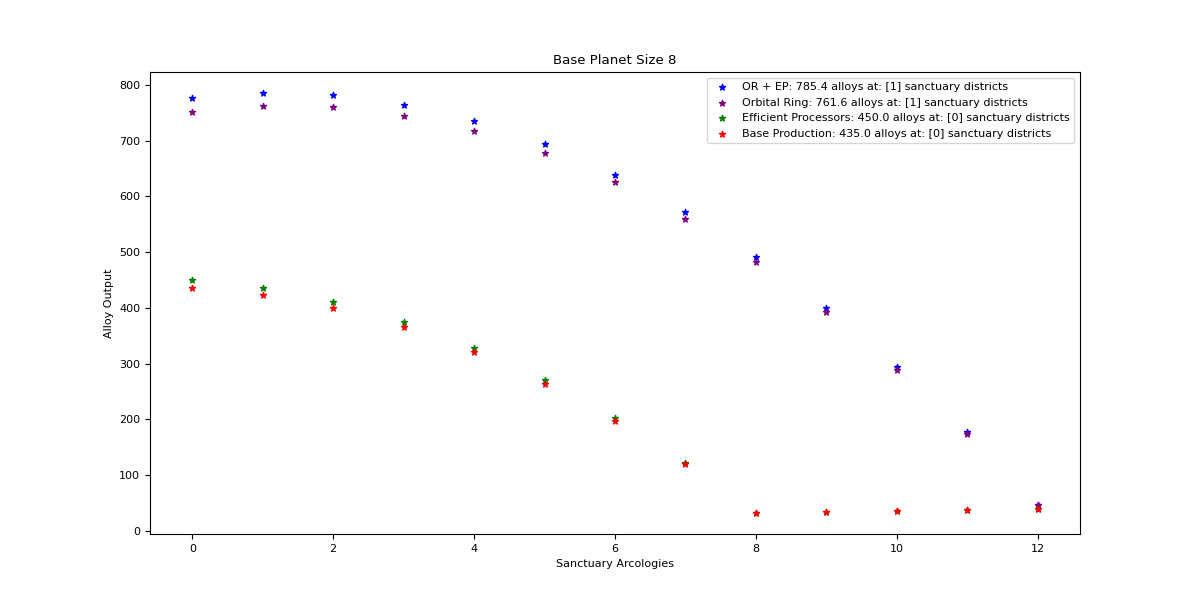 Base Planet Size 8
OR + EP: 785.4 alloys at: [1] sanctuary districts
Orbital Ring: 761.6 alloys at: [1] sanctuary districts
Efficient Processors: 450.0 alloys at: [0] sanctuary districts
Base Production: 435.0 alloys at: [0] sanctuary districts
Alloy Output
800
700
600
500
400
300
200
100
0
0 2 4 6 8 10 12
Sanctuary Arcologies